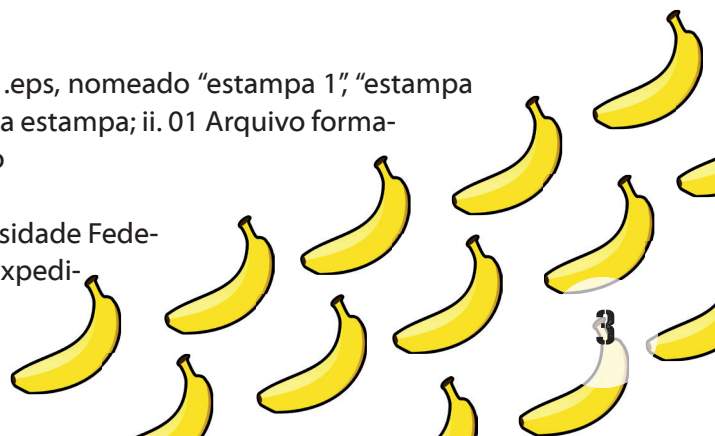 .eps, nomeado “estampa 1”, “estampa
a estampa; ii. 01 Arquivo forma-
o
sidade Fede-
xpedi-
3